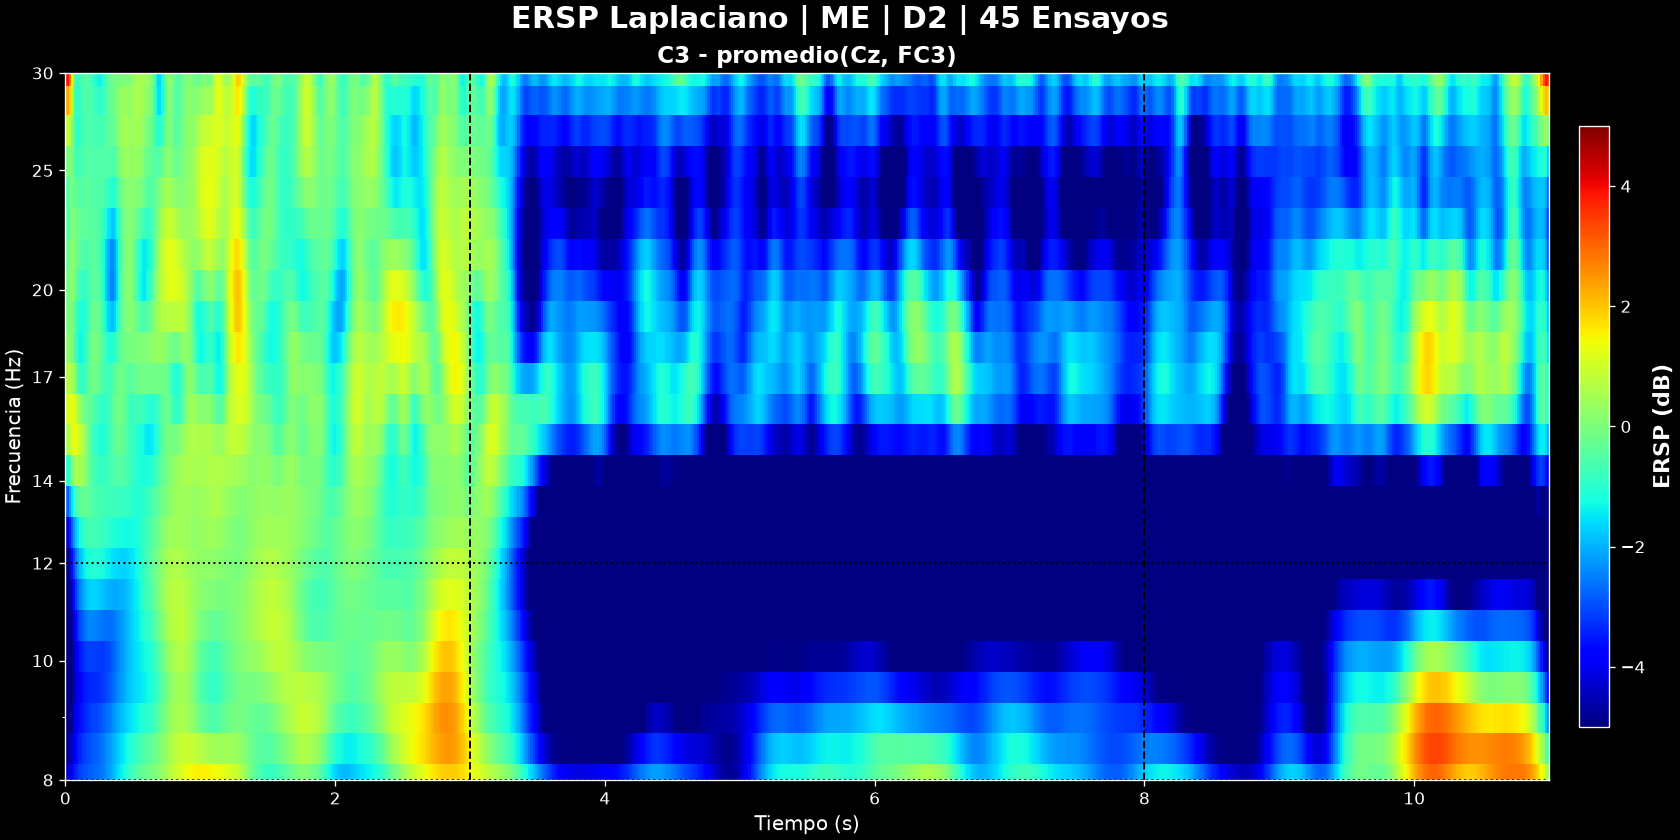 ERSP Laplaciano | ME | D2 | 45 Ensayos
C3 - promedio(Cz, FC3)
Frecuencia (Hz)
30
25
20
17
14
12
10
8
0 2 4 6 8 10
Tiempo (s)
4
2
0
−2
−4
ERSP (dB)